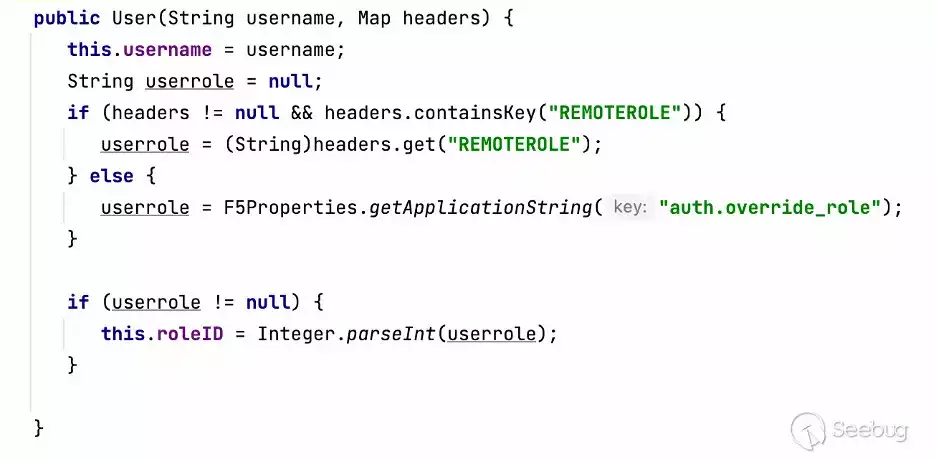 public User(String username, Map headers) {
this.username = username;
String userrole = null;
if (headers != null && headers.containsKey("REMOTEROLE")) {
userrole = (String)headers.get("REMOTEROLE");
} else {
userrole = F5Properties.getApplicationString( key: "auth.override_role");
}
if (userrole != null) {
this.roleID = Integer.parseInt(userrole);
}
}
Seebug